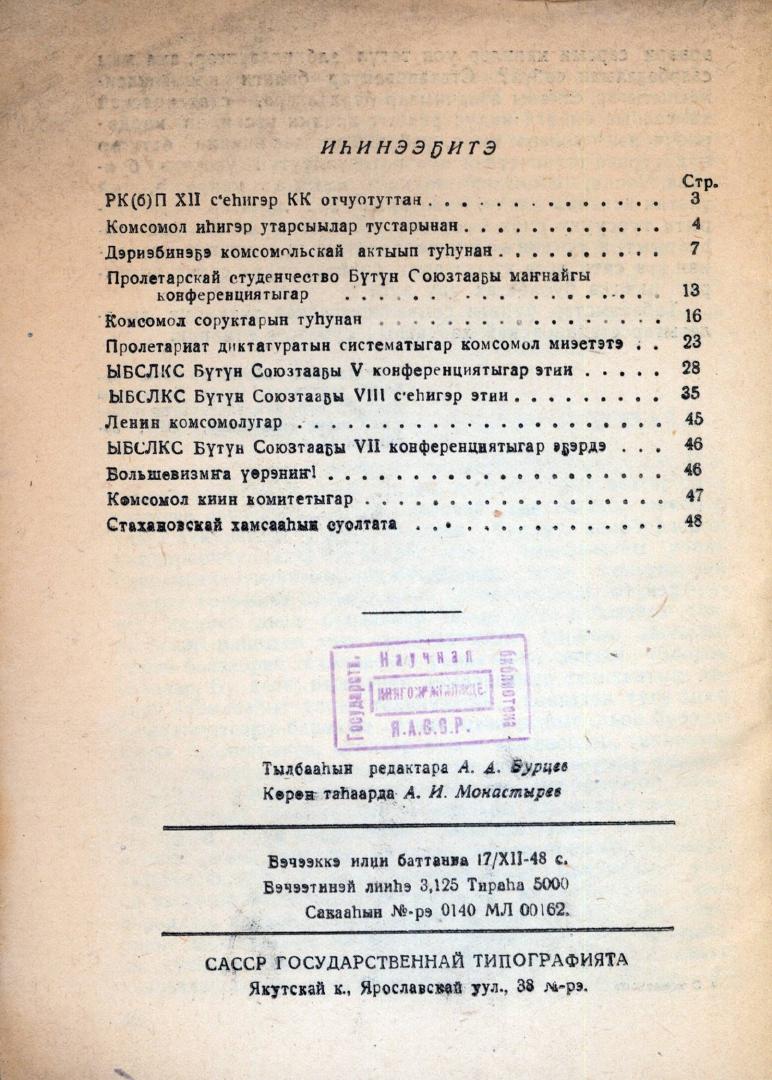 ИҺИНЭЭҔИТЭ
Стр.
РК(б)П XII с‘еһигэр КК отчуотуттан . . . . . . . . . . . . . . 3
Комсомол иһигэр утарсыылар тустарынан . . . . . . . . . . . . 4
Дэриэбинэҕэ комсомольскай актыып туһунан . . . . . . . . . . 7
Пролетарскай студенчество Бүтүн Союзтааҕы маҥнайгы
конференциятыгар . . . . . . . . . . . . . . . . 13
Комсомол соруктарын туһунан . . . . . . . . . . . . . . . . . 16
Пролетариат диктатуратын систематыгар комсомол миэстэтэ . . 23
ЫБСЛКС Бүтүн Союзтааҕы V конференциятыгар этии . . . . . 28
ЫБСЛКС Бүтүн Союзтааҕы VIII с‘еһигэр этии . . . . . . . . . 35
Ленин комсомолугар . . . . . . . . . . . . . . . . . . . . . . 45
ЫБСЛКС Бүтүн Союзтааҕы VII конференциятыгар эҕэрдэ . . . 46
Большевизмҥа үөрэниҥ! . . . . . . . . . . . . . . . . . . . . 46
Комсомол киин комитетыгар . . . . . . . . . . . . . . . . . . 47
Стахановскай хамсааһын суолтата . . . . . . . . . . . . . . . 48
Государств. Научная библиотека
КНИГОХРАНИЛИЩЕ
Я.А.С.С.Р.
Тылбааһын редактара А. А. Бурцев
Көрөн таһаарда А. И. Монастырев
Бэчээккэ илии баттанна 17/XII-48 с.
Бэчээтинэй лииһэ 3,125 Тираһа 5000
Сакааһын №-рэ 0140 МЛ 00162.
САССР ГОСУДАРСТВЕННАЙ ТИПОГРАФИЯТА
Якутскай к., Ярославскай уул., 38 №-рэ.